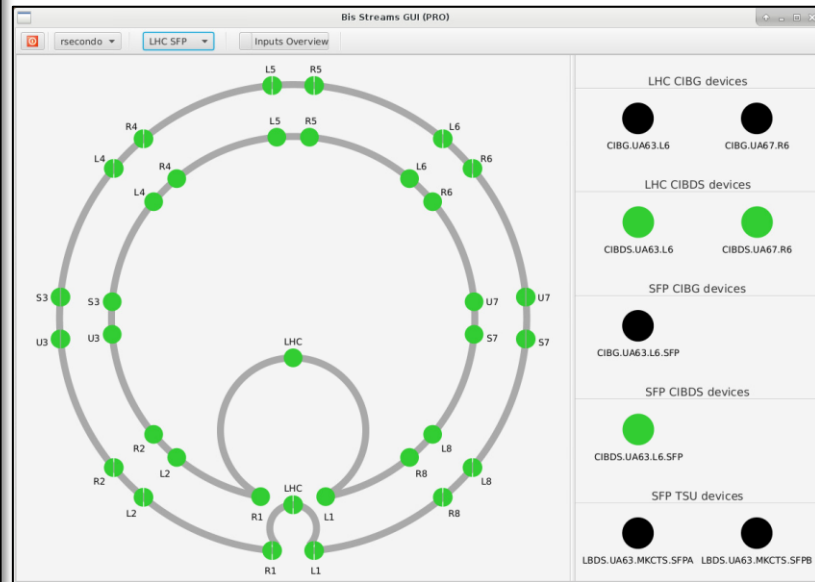 Bis Streams GUI (PRO)
rsecondo LHC SFP Inputs Overview
L5 R5
R4 L6
L4 R6
L5 R5
R4 L6
L4 R6
S3 U7
U3 S7
S3 U7
U3 S7
LHC
R2 L8
L2 R8
R2 L8
L2 R8
LHC
R1 L1
R1 L1
LHC CIBG devices
CIBG.UA63.L6 CIBG.UA67.R6
LHC CIBDS devices
CIBDS.UA63.L6 CIBDS.UA67.R6
SFP CIBG devices
CIBG.UA63.L6.SFP
SFP CIBDS devices
CIBDS.UA63.L6.SFP
SFP TSU devices
LBDS.UA63.MKCTS.SFPA LBDS.UA63.MKCTS.SFPB